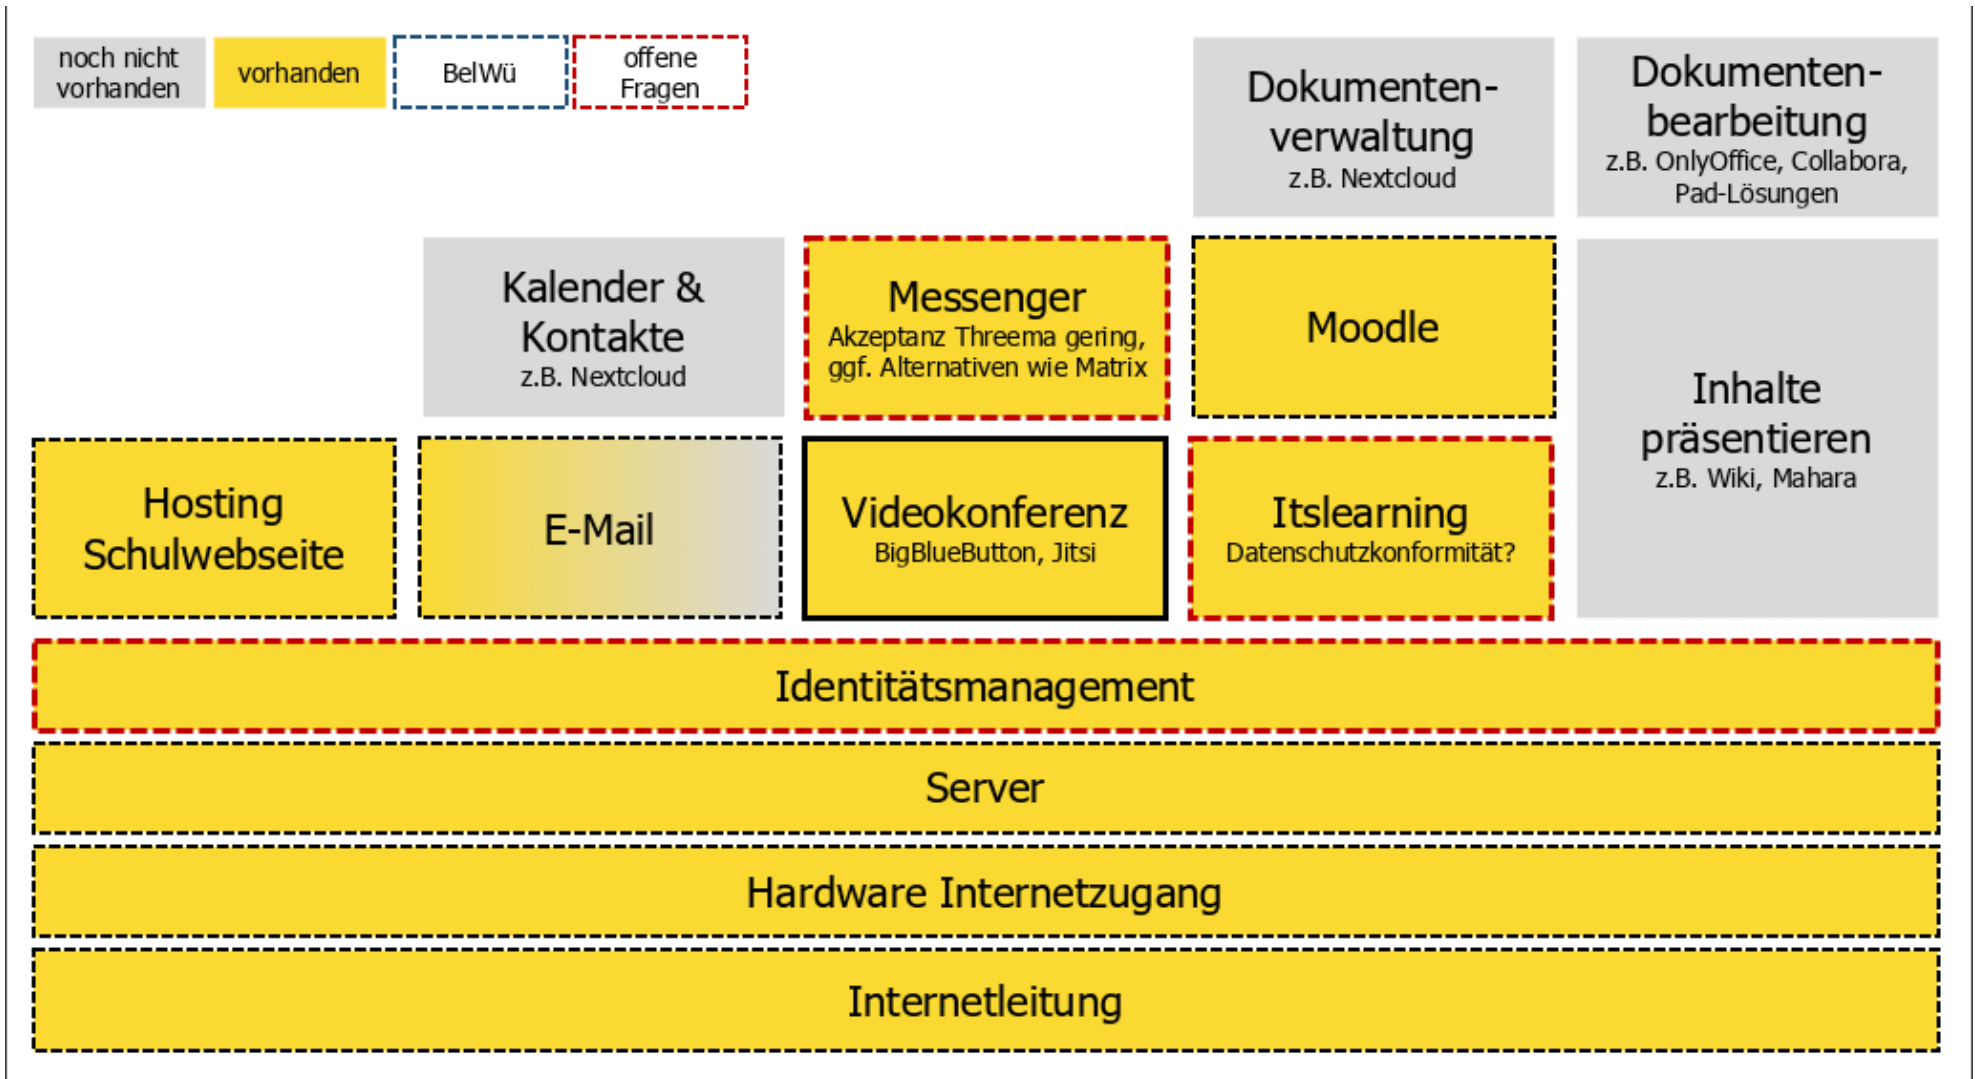 noch nicht
vorhanden
vorhanden
BelWü
offene
Fragen
Dokumenten-
verwaltung
z.B. Nextcloud
Dokumenten-
bearbeitung
z.B. OnlyOffice, Collabora,
Pad-Lösungen
Kalender &
Kontakte
z.B. Nextcloud
Messenger
Akzeptanz Threema gering,
ggf. Alternativen wie Matrix
Moodle
Inhalte
präsentieren
z.B. Wiki, Mahara
Hosting
Schulwebseite
E-Mail
Videokonferenz
BigBlueButton, Jitsi
Itslearning
Datenschutzkonformität?
Identitätsmanagement
Server
Hardware Internetzugang
Internetleitung